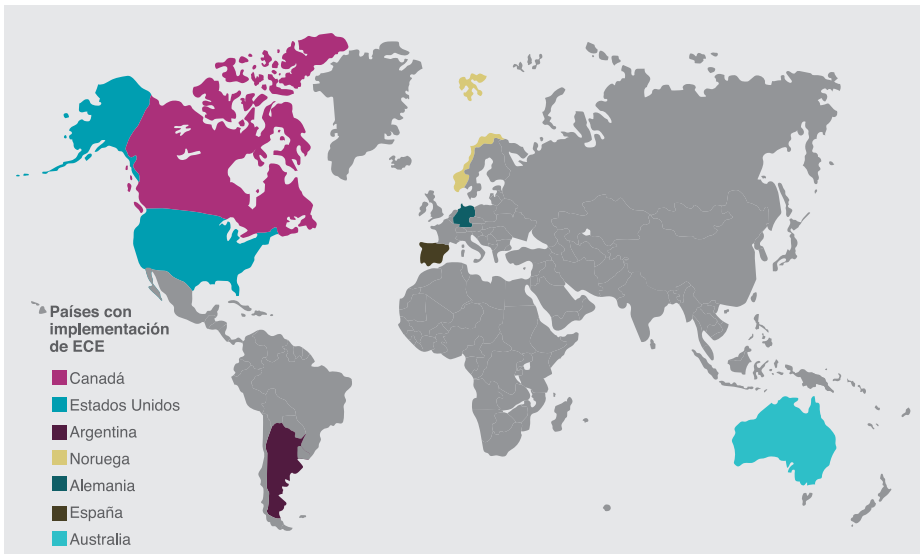 Países con
implementación
de ECE
Canadá
Estados Unidos
Argentina
Noruega
Alemania
España
Australia